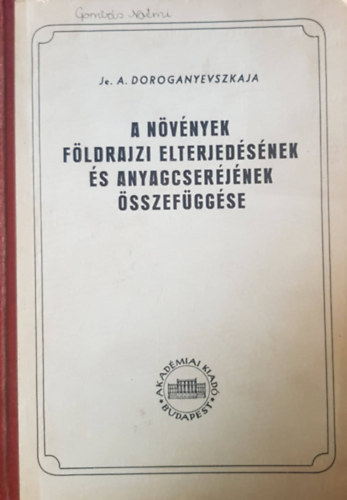 Je. A. DOROGANYEVSZKAJA
A NÖVÉNYEK
FÖLDRAJZI ELTERJEDÉSÉNEK
ÉS ANYAGCSERÉJÉNEK
ÖSSZEFÜGGÉSE
AKADÉMIAI KIADÓ
BUDAPEST